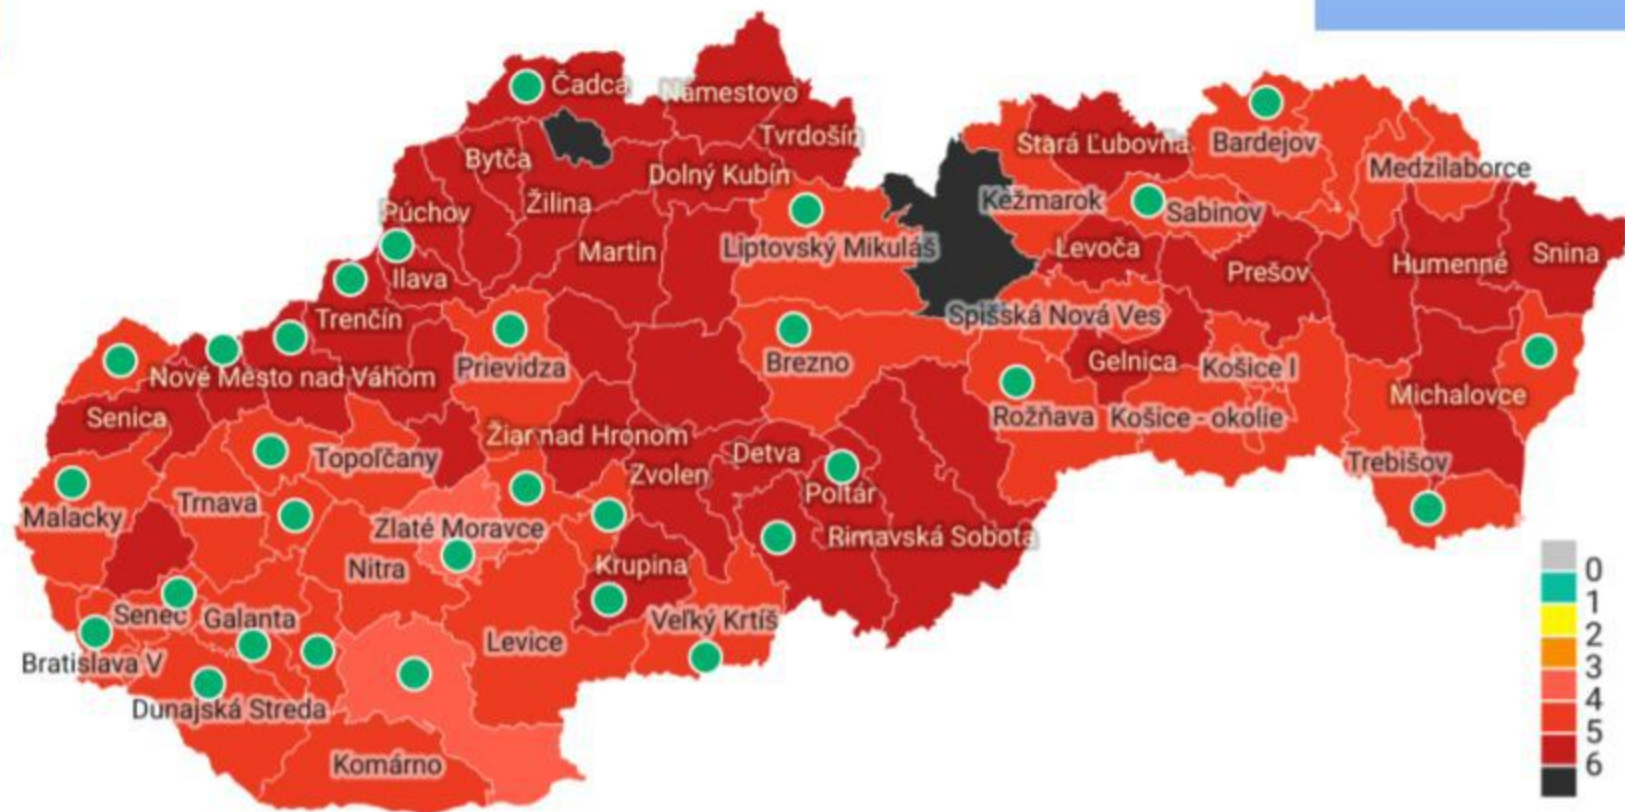 Čadca
Námestovo
Tvrdošín
Bytča
Stará Ľubovňa
Bardejov
Medzilaborce
Dolný Kubín
Žilina
Púchov
Kežmarok
Sabinov
Martin
Liptovský Mikuláš
Levoča
Prešov
Humenné
Snina
Ilava
Trenčín
Spišská Nová Ves
Nové Mesto nad Váhom
Prievidza
Brezno
Gelnica
Košice I
Michalovce
Senica
Rožňava
Košice - okolie
Žiar nad Hronom
Topoľčany
Detva
Zvolen
Trebišov
Poltár
Trnava
Malacky
Zlaté Moravce
Rimavská Sobota
Nitra
Krupina
Senec
Galanta
Veľký Krtíš
Levice
Bratislava V
Dunajská Streda
Komárno
0
1
2
3
4
5
6